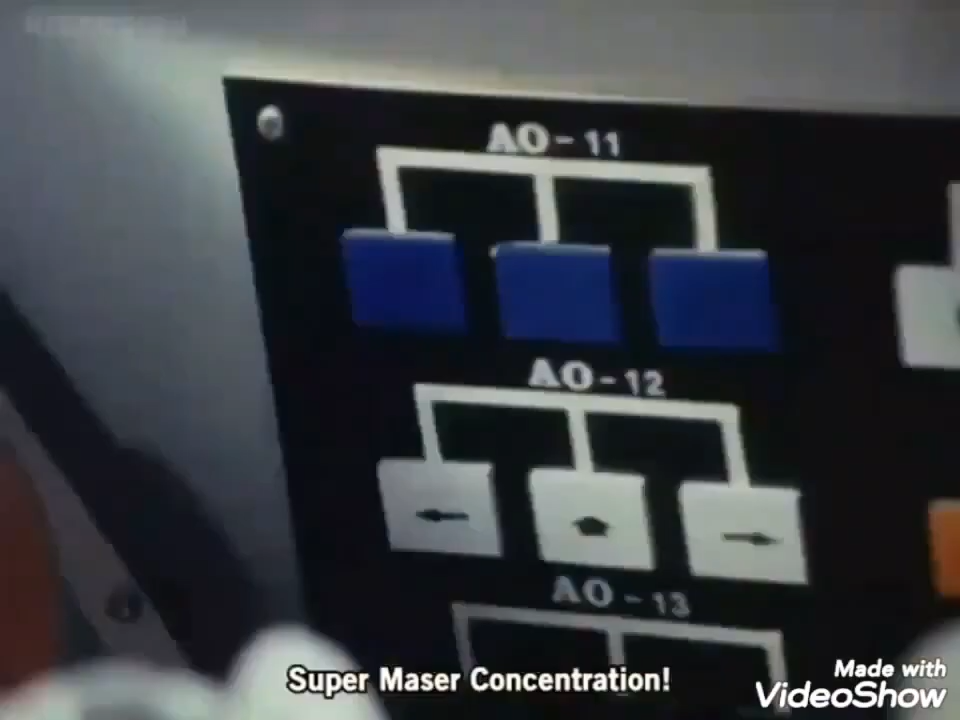 AO-11
AO-12
AO-13
Super Maser Concentration!
Made with
VideoShow